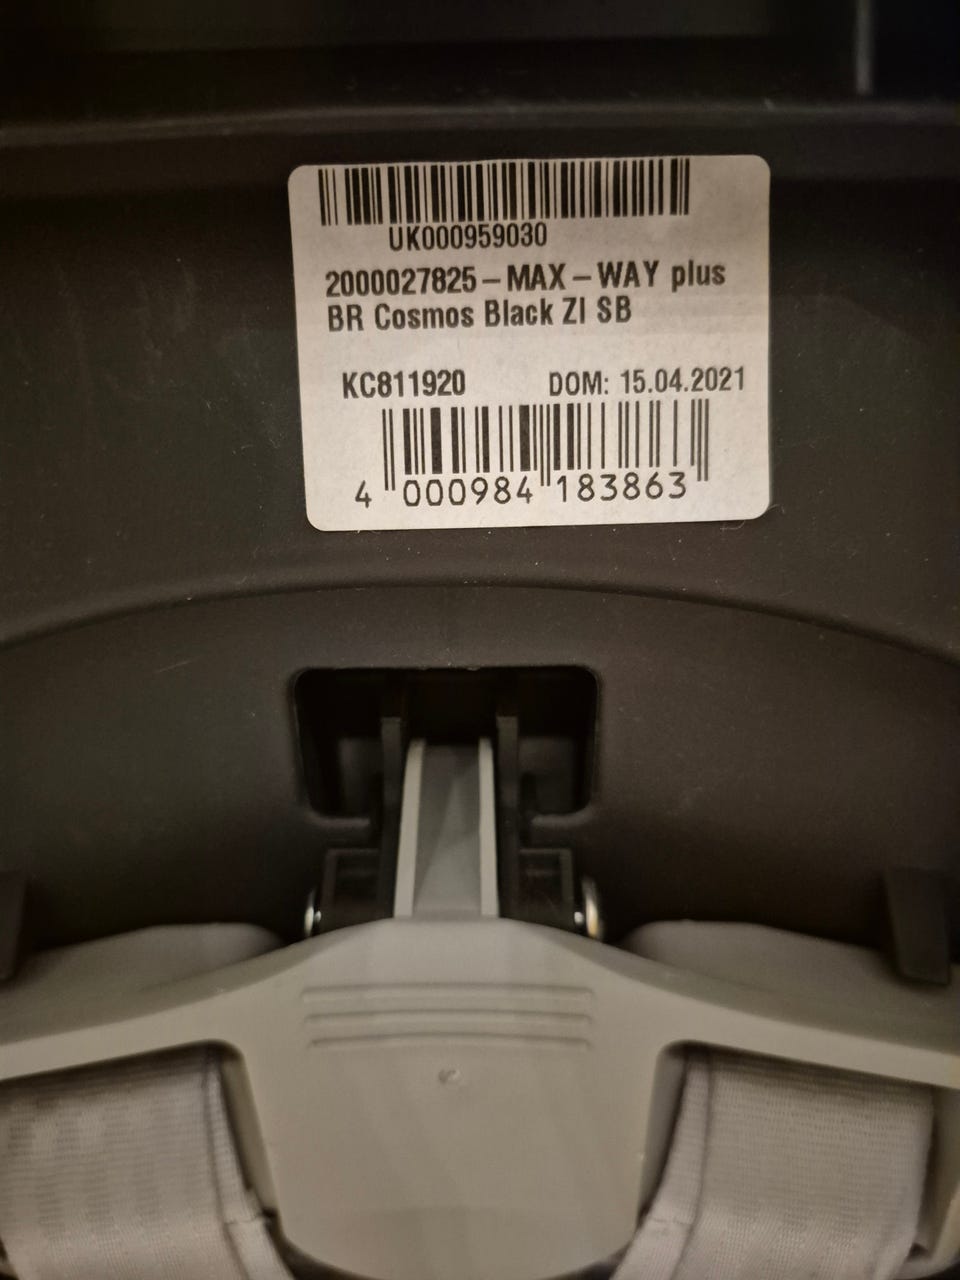 UK000959030
2000027825–MAX–WAY plus
BR Cosmos Black ZI SB
KC811920 DOM: 15.04.2021
4 000984 183863